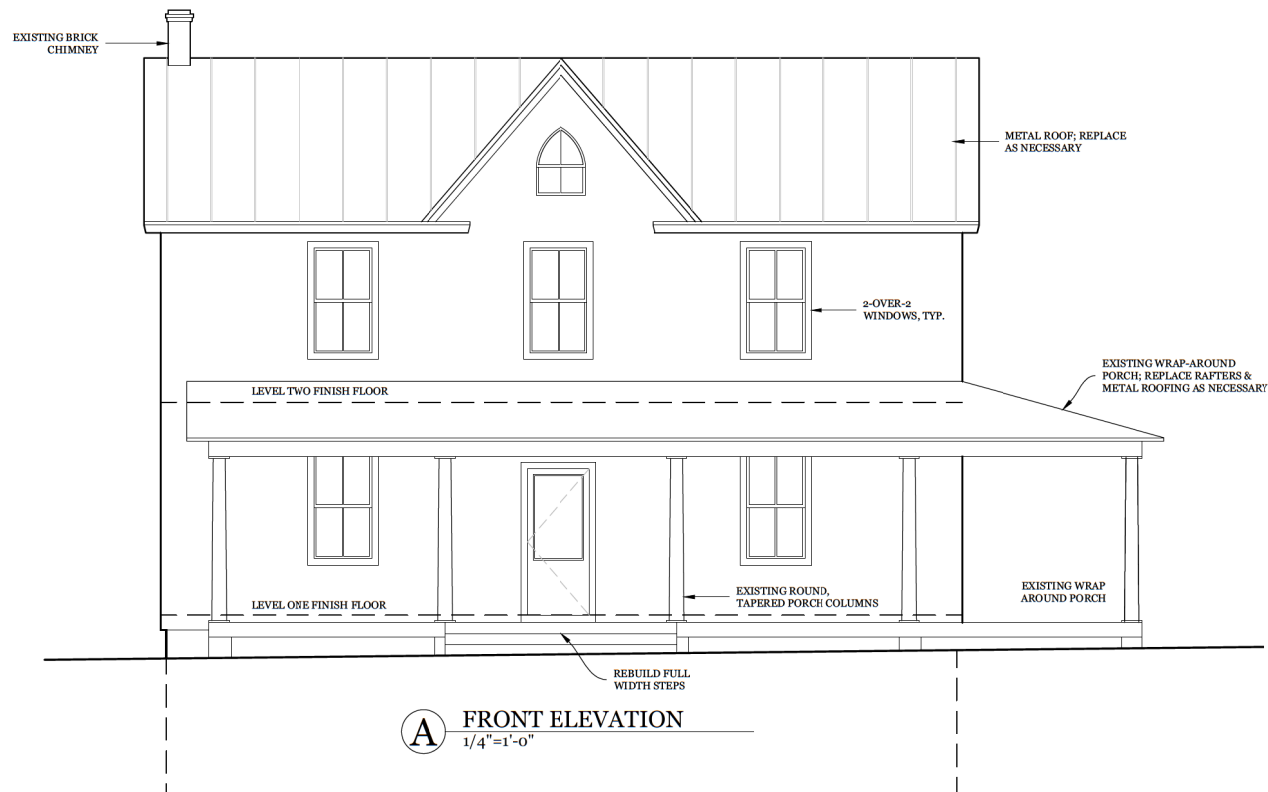 EXISTING BRICK
CHIMNEY
METAL ROOF; REPLACE
AS NECESSARY
2-OVER-2
WINDOWS, TYP.
EXISTING WRAP-AROUND
PORCH; REPLACE RAFTERS &
METAL ROOFING AS NECESSARY
LEVEL TWO FINISH FLOOR
EXISTING ROUND,
TAPERED PORCH COLUMNS
EXISTING WRAP
AROUND PORCH
LEVEL ONE FINISH FLOOR
REBUILD FULL
WIDTH STEPS
A
FRONT ELEVATION
1/4"=1'-0"